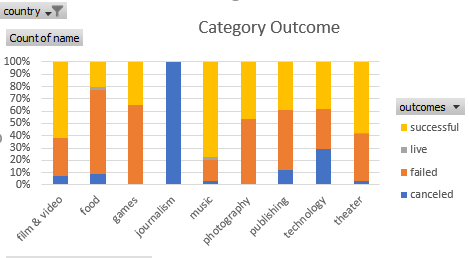 country
Category Outcome
Count of name
100%
90%
80%
70%
60%
50%
40%
30%
20%
10%
0%
film & video
food
games
journalism
music
photography
publishing
technology
theater
outcomes
successful
live
failed
canceled